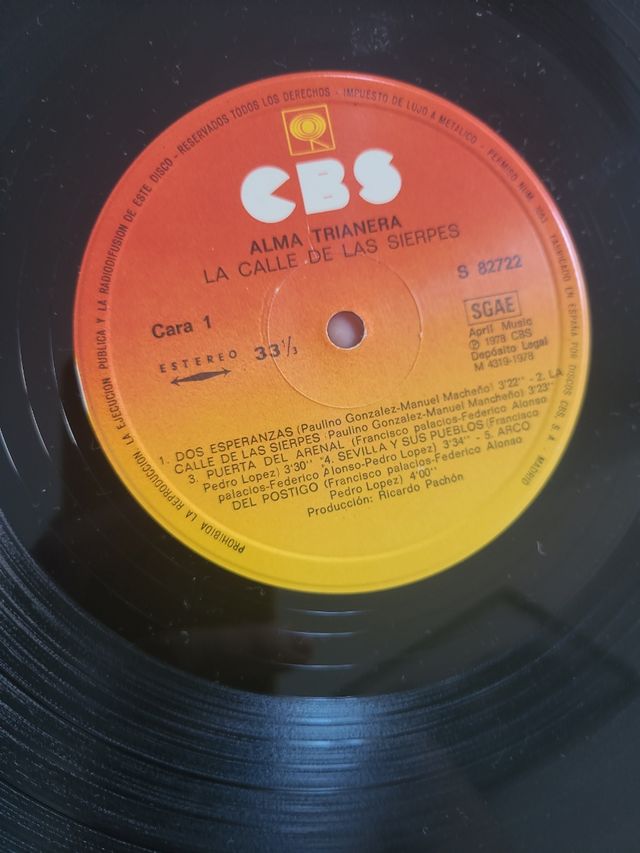 PROHIBIDA LA REPRODUCCION LA EJECUCION PUBLICA Y LA RADIODIFUSION DE ESTE DISCO - RESERVADOS TODOS LOS DERECHOS - IMPUESTO DE LUJO A METALICO - PERMISO NUM. 1053 FABRICADO EN ESPAÑA POR DISCOS CBS, S.A. - MADRID
CBS
ALMA TRIANERA
LA CALLE DE LAS SIERPES
S 82722
Cara 1
ESTEREO 33 1/3
SGAE
April Music
℗ 1978 CBS
Depósito Legal
M 4319-1978
1. DOS ESPERANZAS (Paulino Gonzalez-Manuel Macheño) 3'22" - 2. LA
CALLE DE LAS SIERPES (Paulino Gonzalez-Manuel Mancheño) 3'23"
3. PUERTA DEL ARENAL (Francisco palacios-Federico Alonso
Pedro Lopez) 3'30" "4. SEVILLA Y SUS PUEBLOS (Francisco
palacios-Federico Alonso-Pedro Lopez) 3'34" - 5. ARCO
DEL POSTIGO (Francisco palacios-Federico Alonso
Pedro Lopez) 4'00"
Producción: Ricardo Pachón